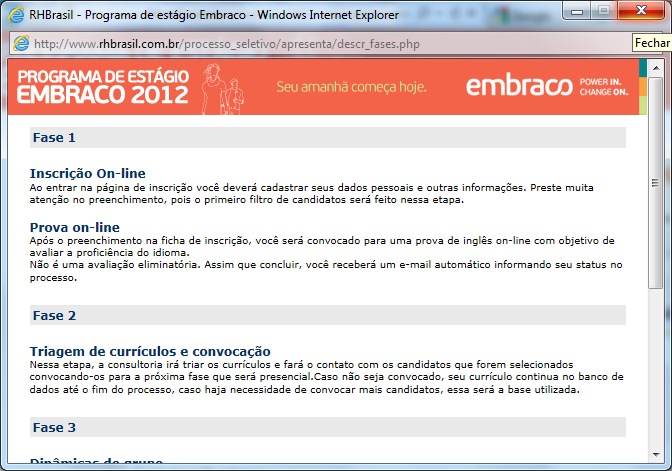 RHBrasil - Programa de estágio Embraco - Windows Internet Explorer
http://www.rhbrasil.com.br/processo_seletivo/apresenta/descr_fases.php
Fechar
PROGRAMA DE ESTÁGIO
EMBRACO 2012
Seu amanhã começa hoje.
embraco
POWER IN.
CHANGE ON.
Fase 1
Inscrição On-line
Ao entrar na página de inscrição você deverá cadastrar seus dados pessoais e outras informações. Preste muita
atenção no preenchimento, pois o primeiro filtro de candidatos será feito nessa etapa.
Prova on-line
Após o preenchimento na ficha de inscrição, você será convocado para uma prova de inglês on-line com objetivo de
avaliar a proficiência do idioma.
Não é uma avaliação eliminatória. Assim que concluir, você receberá um e-mail automático informando seu status no
processo.
Fase 2
Triagem de currículos e convocação
Nessa etapa, a consultoria irá triar os currículos e fará o contato com os candidatos que forem selecionados
convocando-os para a próxima fase que será presencial.Caso não seja convocado, seu currículo continua no banco de
dados até o fim do processo, caso haja necessidade de convocar mais candidatos, essa será a base utilizada.
Fase 3
Dinâmicas de grupo